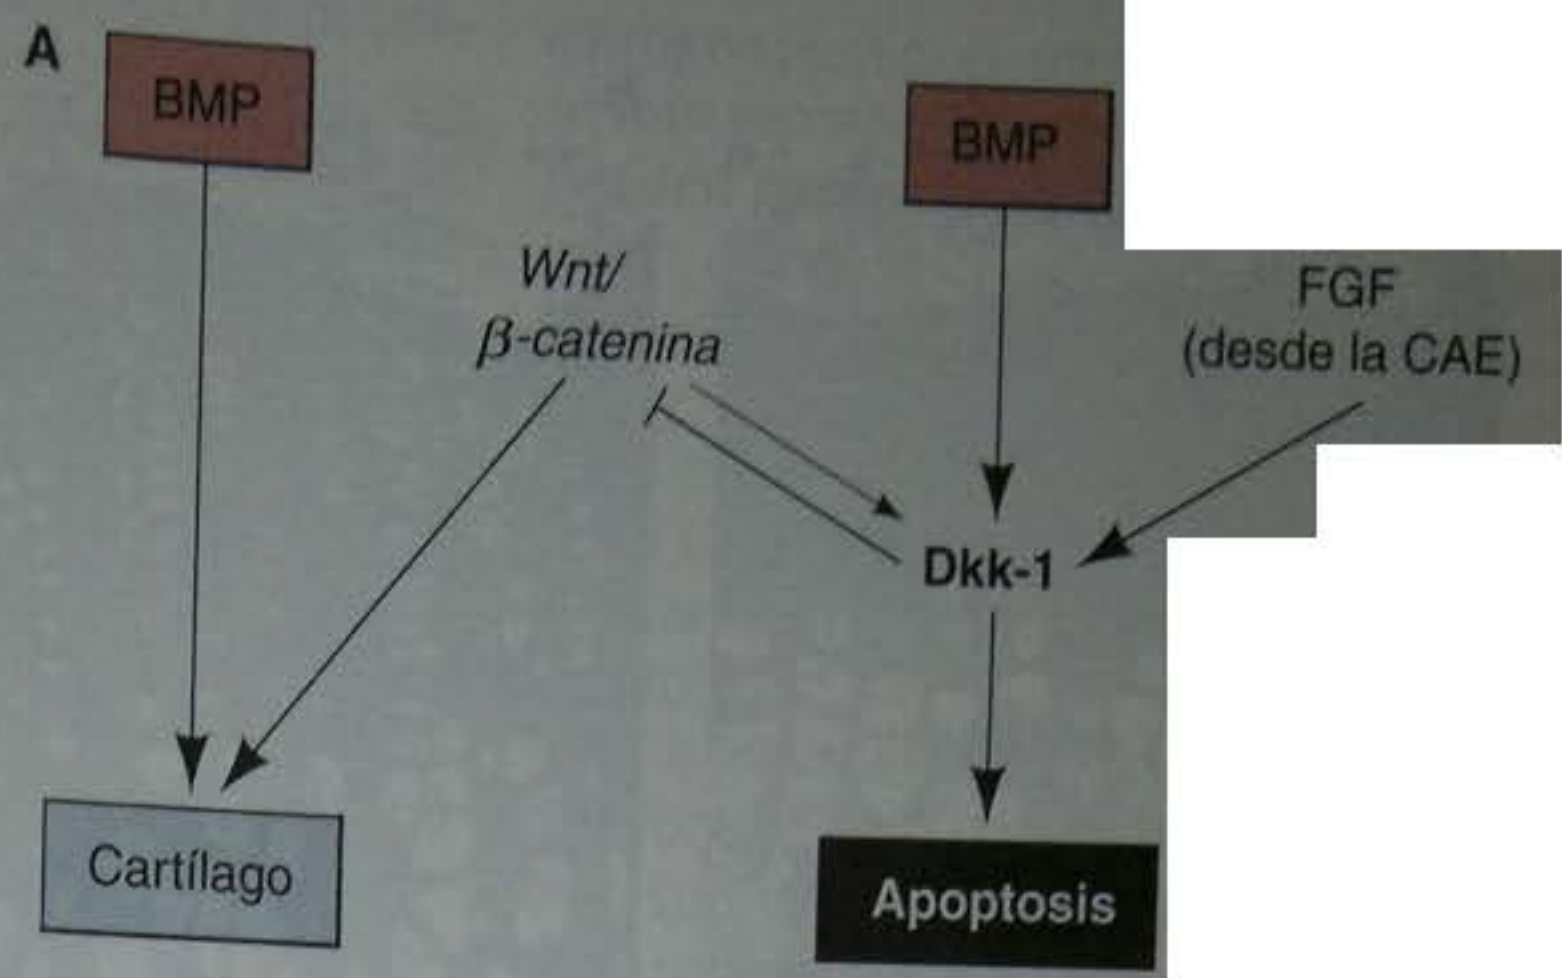 A
BMP
BMP
Wnt/
β-catenina
FGF
(desde la CAE)
Dkk-1
Cartílago
Apoptosis